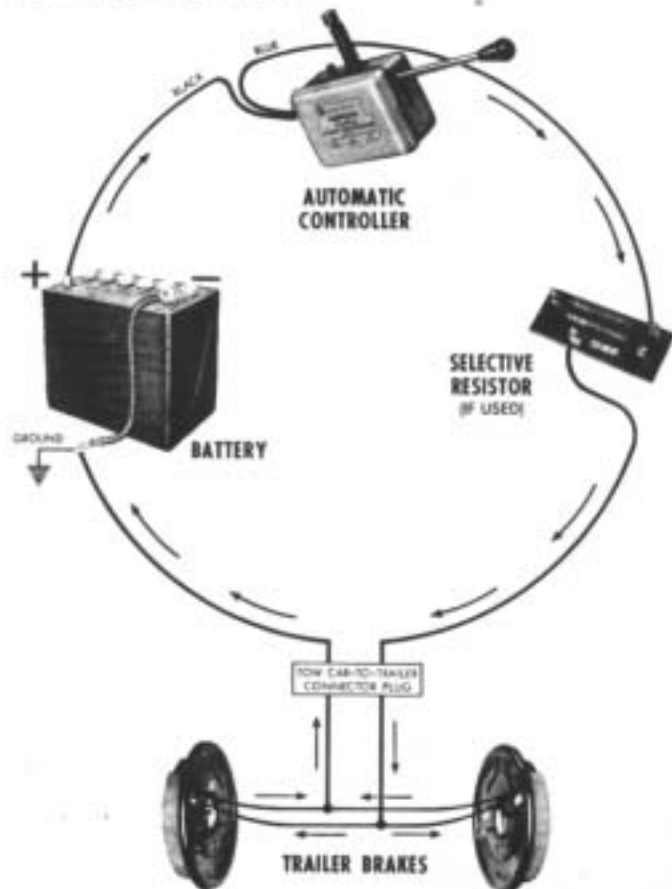 BLUE
BLACK
AUTOMATIC
CONTROLLER
+
−
SELECTIVE
RESISTOR
(IF USED)
GROUND
BATTERY
TOW CAR-TO-TRAILER
CONNECTOR PLUG
TRAILER BRAKES